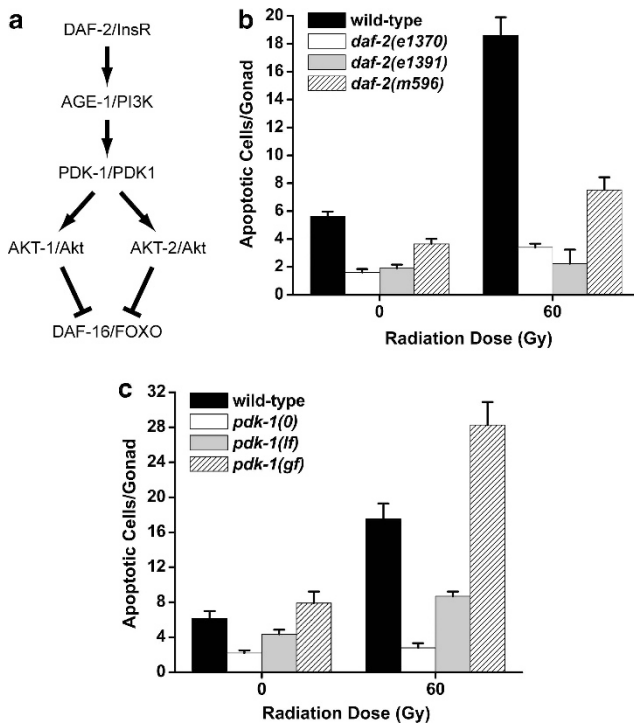 a
DAF-2/InsR
AGE-1/PI3K
PDK-1/PDK1
AKT-1/Akt AKT-2/Akt
DAF-16/FOXO
b
Apoptotic Cells/Gonad
20
18
16
14
12
10
8
6
4
2
0
wild-type
daf-2(e1370)
daf-2(e1391)
daf-2(m596)
0 60
Radiation Dose (Gy)
c
Apoptotic Cells/Gonad
32
28
24
20
16
12
8
4
0
wild-type
pdk-1(0)
pdk-1(lf)
pdk-1(gf)
0 60
Radiation Dose (Gy)